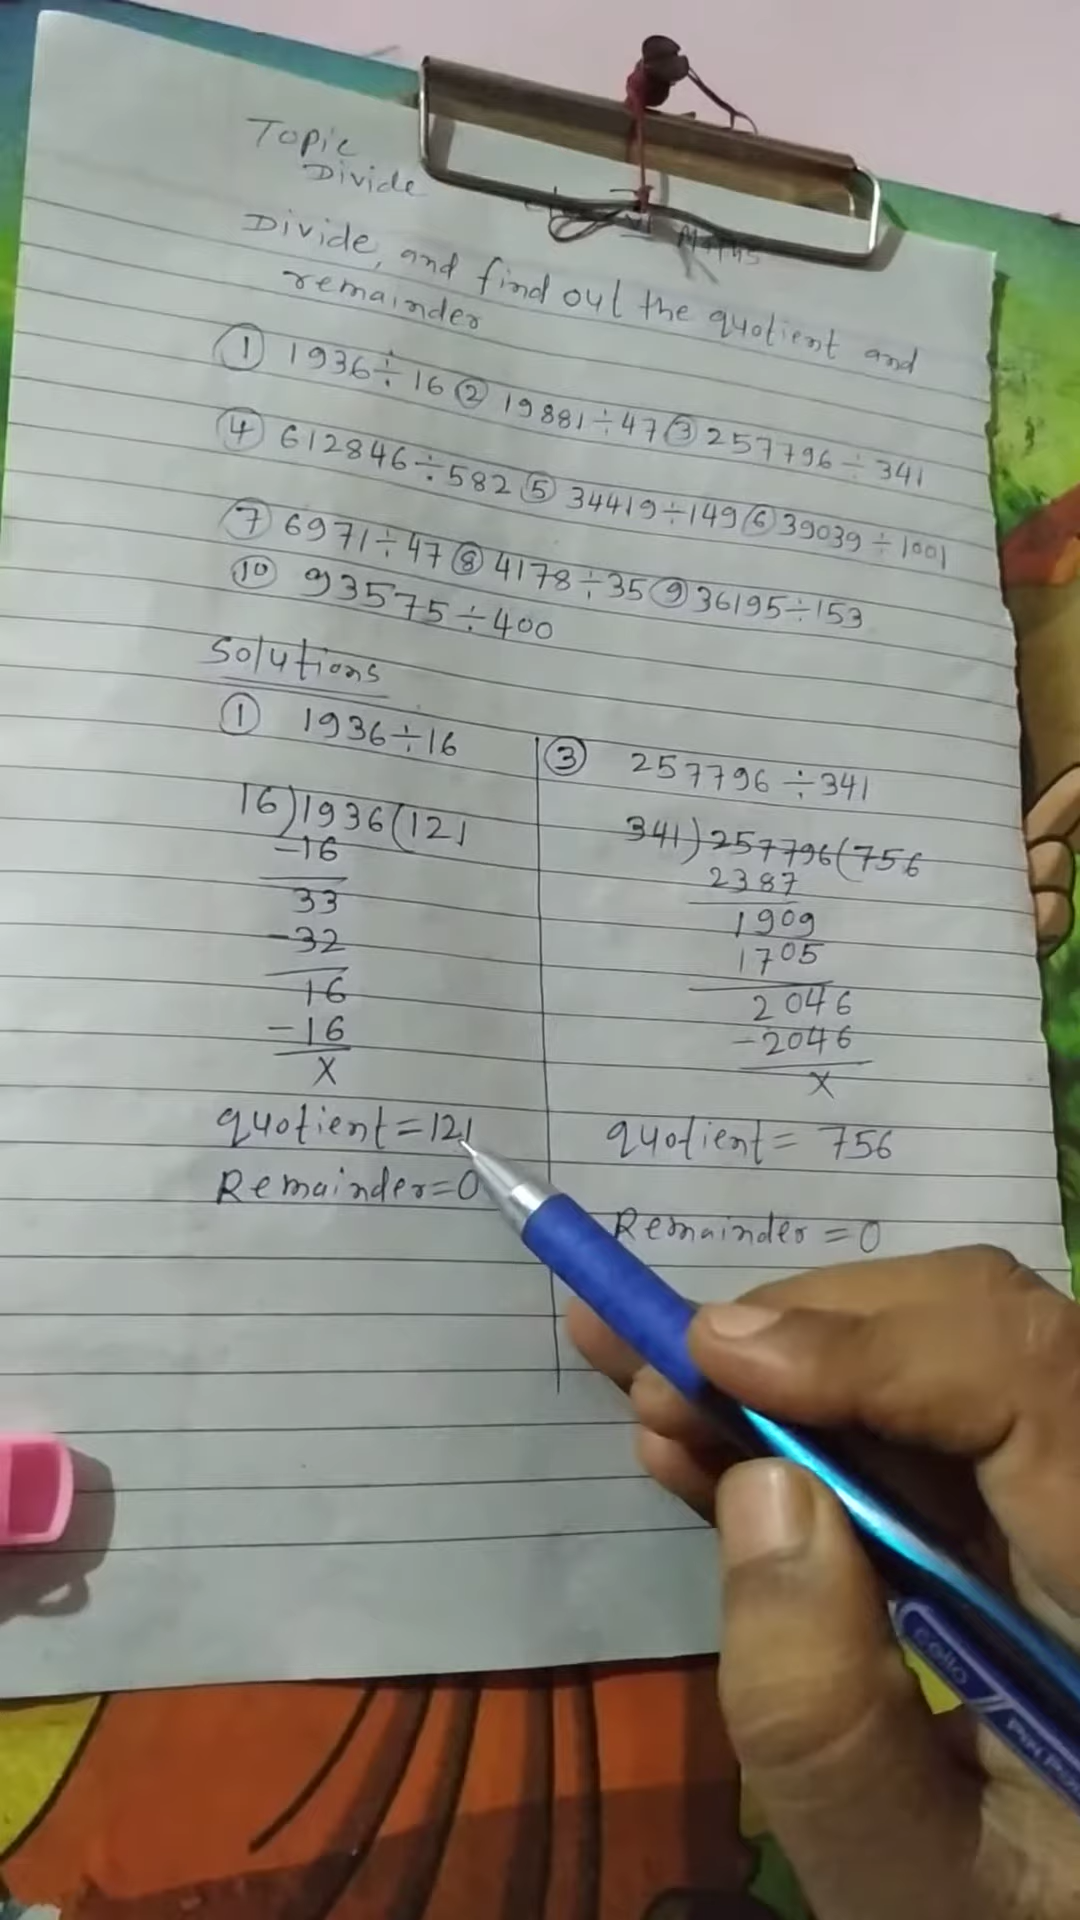 Topic
Divide
VI Maths
Divide, and find out the quotient and
remainder
① 1936÷16 ② 19881÷47 ③ 257796÷341
④ 612846÷582 ⑤ 34419÷149 ⑥ 39039÷1001
⑦ 6971÷47 ⑧ 4178÷35 ⑨ 36195÷153
⑩ 93575÷400
Solutions
① 1936÷16
16)1936(121
-16
33
-32
16
-16
X
quotient=121
Remainder=0
③ 257796÷341
341)257796(756
2387
1909
1705
2046
-2046
X
quotient= 756
Remainder=0
cello